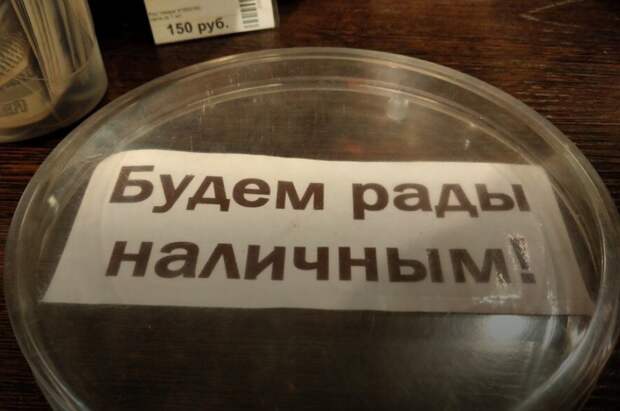 150 руб.
Будем рады
наличным!